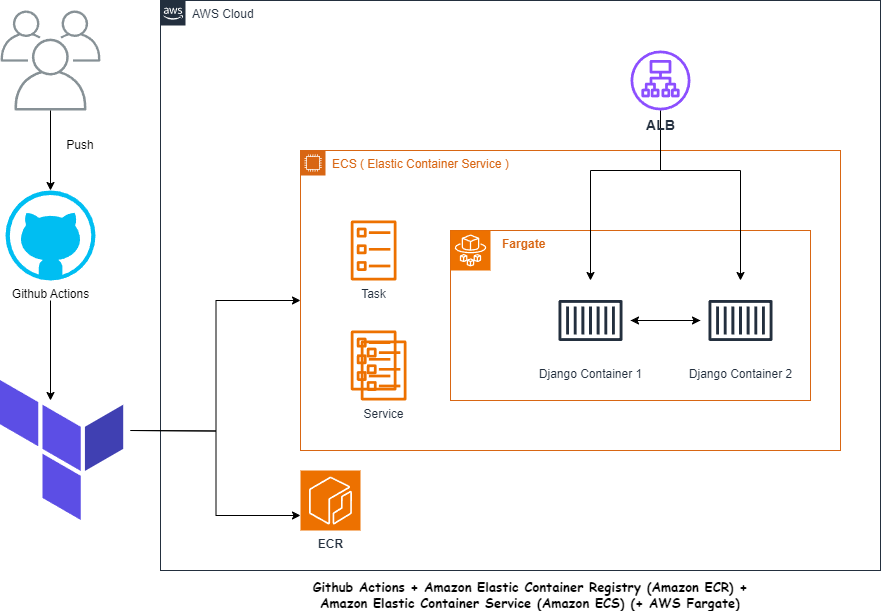 aws
AWS Cloud
ALB
Push
ECS ( Elastic Container Service )
Fargate
Github Actions
Task
Django Container 1
Django Container 2
Service
ECR
Github Actions + Amazon Elastic Container Registry (Amazon ECR) +
Amazon Elastic Container Service (Amazon ECS) (+ AWS Fargate)